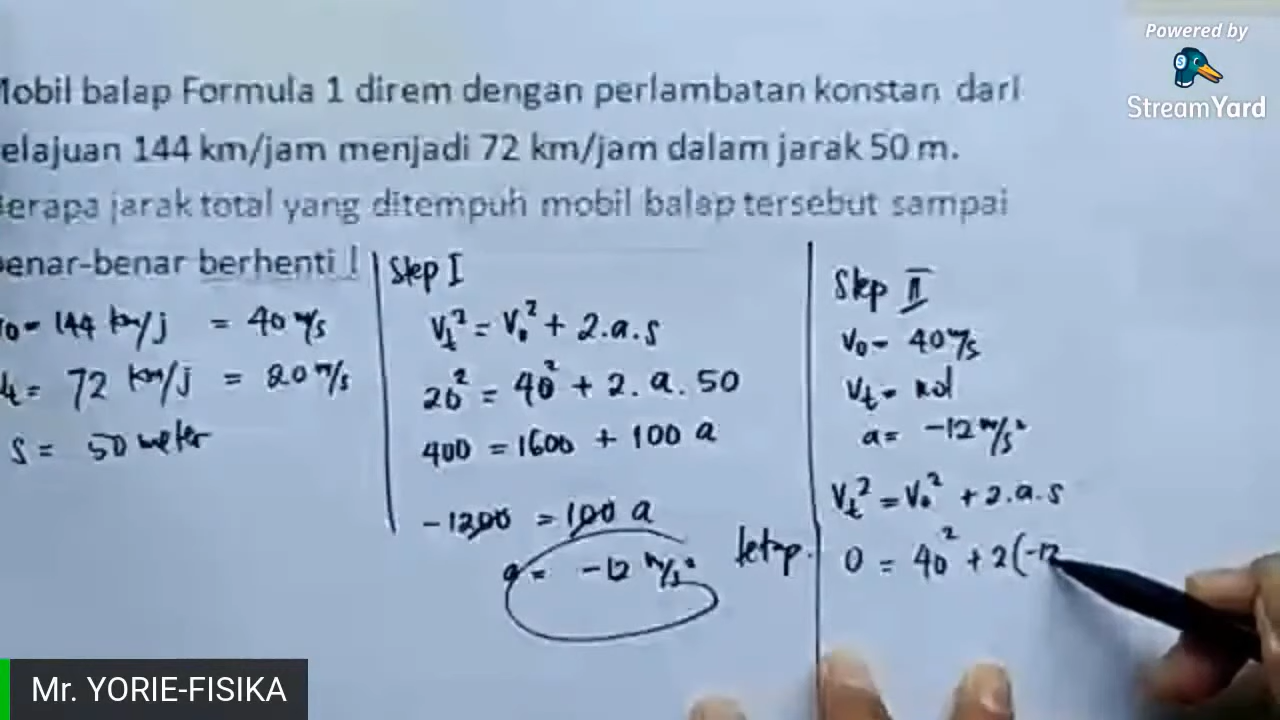 Powered by
StreamYard
Mobil balap Formula 1 direm dengan perlambatan konstan dari
elajuan 144 km/jam menjadi 72 km/jam dalam jarak 50 m.
Berapa jarak total yang ditempuh mobil balap tersebut sampai
benar-benar berhenti !
V0 = 144 km/j = 40 m/s
Vt = 72 km/j = 20 m/s
S = 50 meter
Step I
Vt² = V0² + 2.a.s
20² = 40² + 2. a. 50
400 = 1600 + 100 a
-1200 = 100 a
a = -12 m/s²
tetap.
Step II
V0 = 40 m/s
Vt = nol
a = -12 m/s²
Vt² = V0² + 2.a.s
0 = 40² + 2(-12
Mr. YORIE-FISIKA